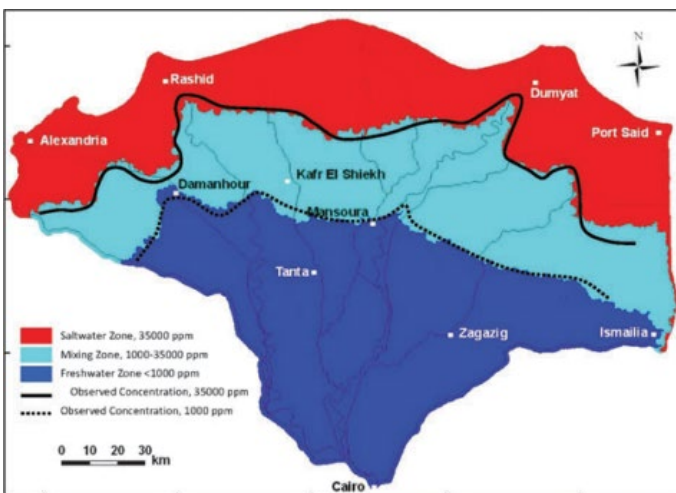 N
Rashid
Dumyat
Alexandria
Port Said
Kafr El Shiekh
Damanhour
Mansoura
Tanta
Zagazig
Ismailia
Saltwater Zone, 35000 ppm
Mixing Zone, 1000-35000 ppm
Freshwater Zone <1000 ppm
Observed Concentration, 35000 ppm
Observed Concentration, 1000 ppm
0 10 20 30
km
Cairo